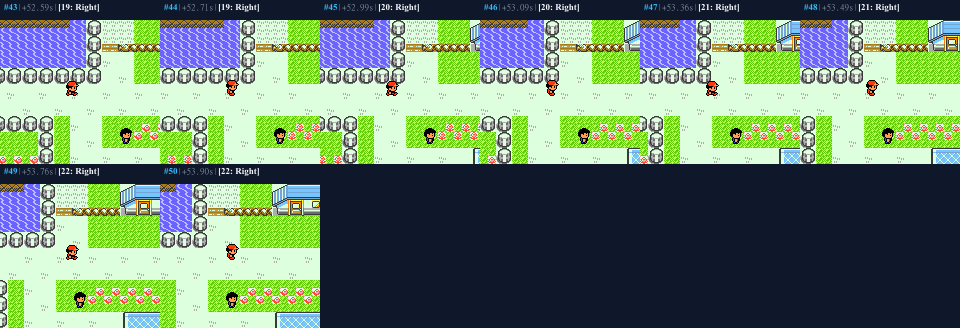 #43|+52.59s|[19: Right]
#44|+52.71s|[19: Right]
#45|+52.99s|[20: Right]
#46|+53.09s|[20: Right]
#47|+53.36s|[21: Right]
#48|+53.49s|[21: Right]
#49|+53.76s|[22: Right]
#50|+53.90s|[22: Right]